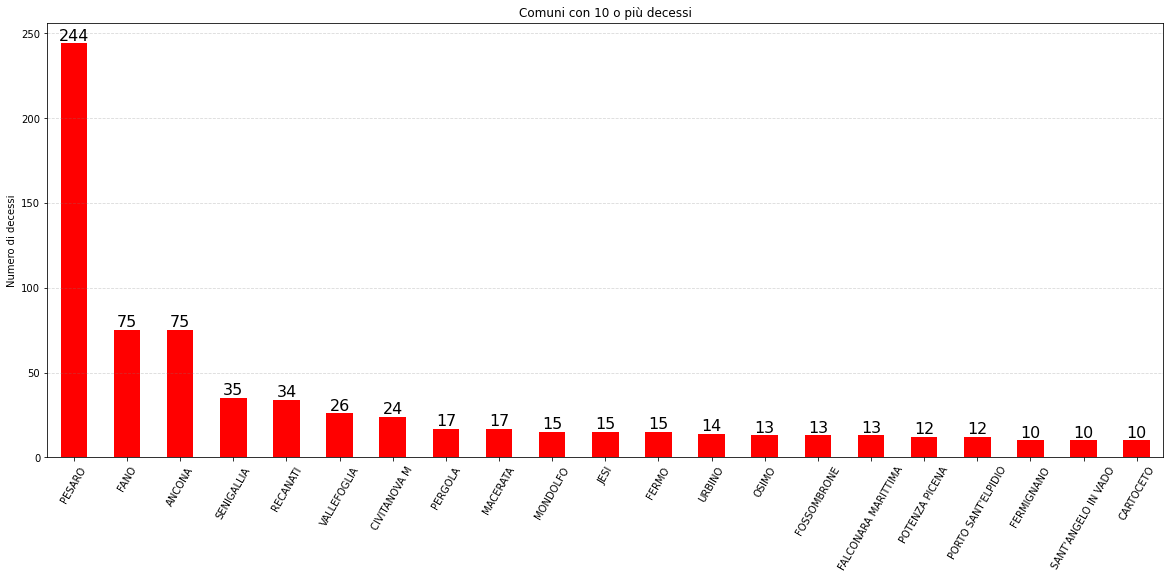 Comuni con 10 o più decessi
Numero di decessi
250
200
150
100
50
0
244
75
75
35
34
26
24
17
17
15
15
15
14
13
13
13
12
12
10
10
10
PESARO
FANO
ANCONA
SENIGALLIA
RECANATI
VALLEFOGLIA
CIVITANOVA M
PERGOLA
MACERATA
MONDOLFO
JESI
FERMO
URBINO
OSIMO
FOSSOMBRONE
FALCONARA MARITTIMA
POTENZA PICENA
PORTO SANT'ELPIDIO
FERMIGNANO
SANT'ANGELO IN VADO
CARTOCETO